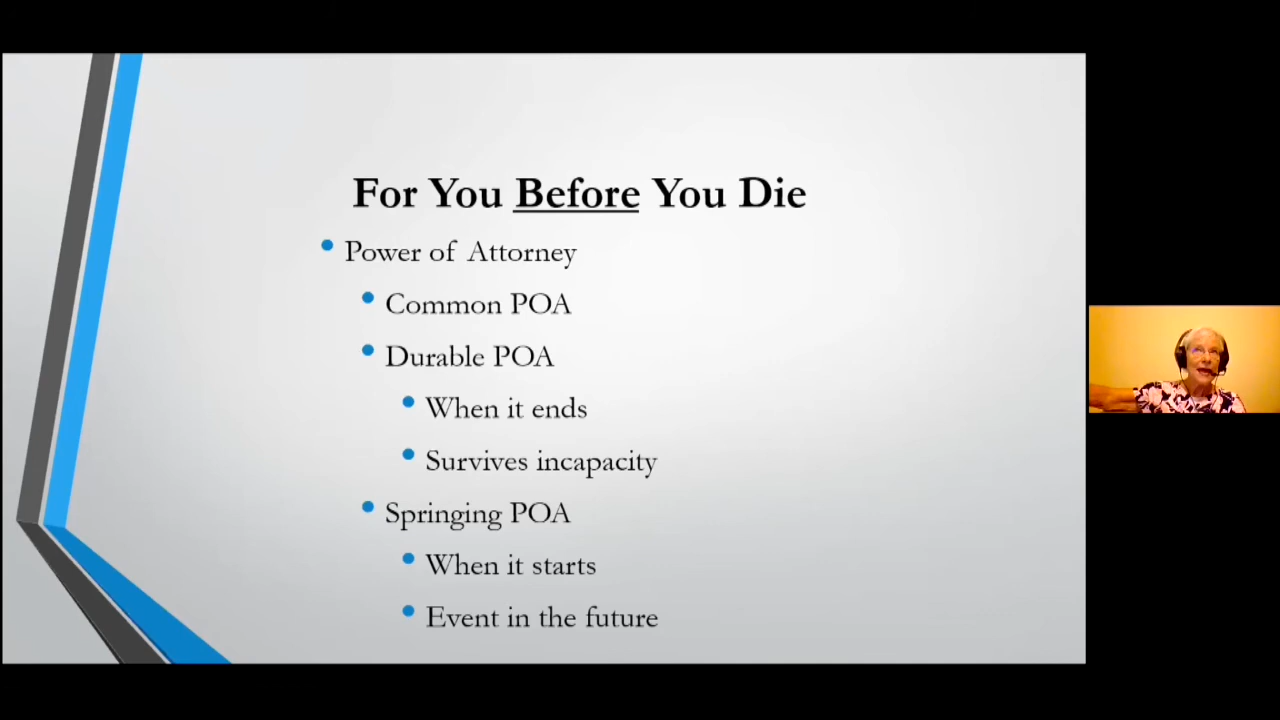 For You Before You Die
Power of Attorney
Common POA
Durable POA
When it ends
Survives incapacity
Springing POA
When it starts
Event in the future